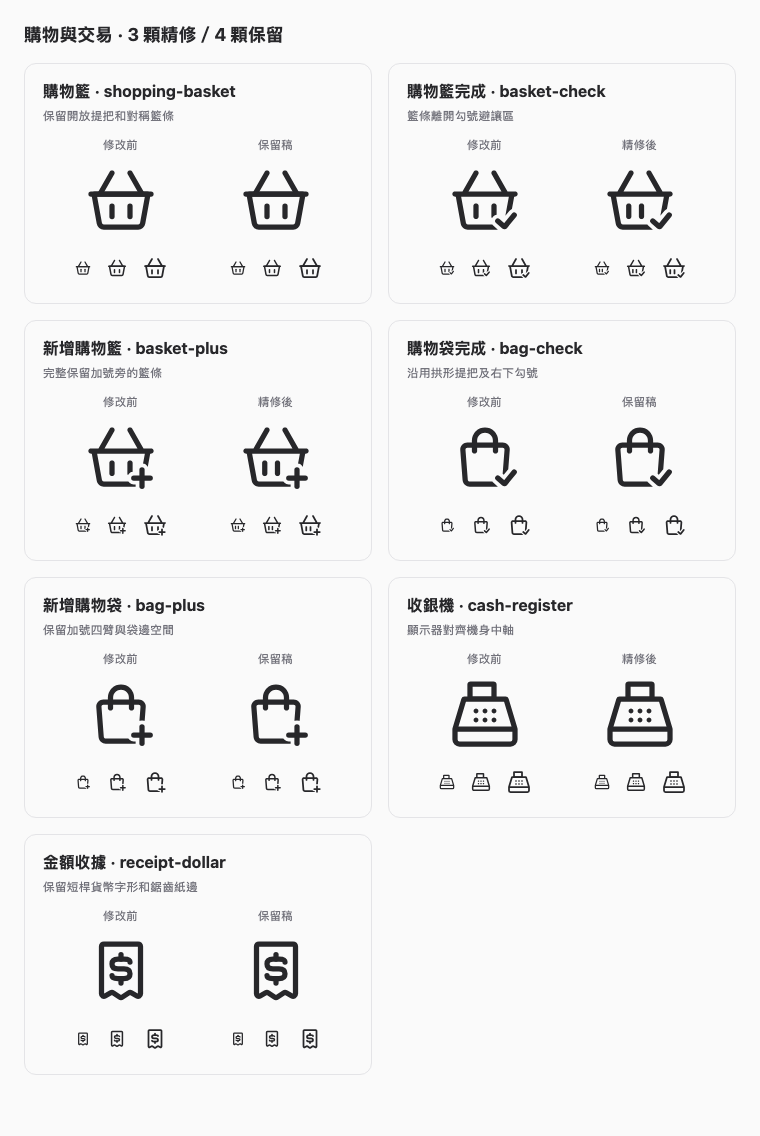 購物與交易 · 3 顆精修 / 4 顆保留
購物籃 · shopping-basket
保留開放提把和對稱籃條
修改前
保留稿
購物籃完成 · basket-check
籃條離開勾號避讓區
修改前
精修後
新增購物籃 · basket-plus
完整保留加號旁的籃條
修改前
精修後
購物袋完成 · bag-check
沿用拱形提把及右下勾號
修改前
保留稿
新增購物袋 · bag-plus
保留加號四臂與袋邊空間
修改前
保留稿
收銀機 · cash-register
顯示器對齊機身中軸
修改前
精修後
金額收據 · receipt-dollar
保留短桿貨幣字形和鋸齒紙邊
修改前
保留稿